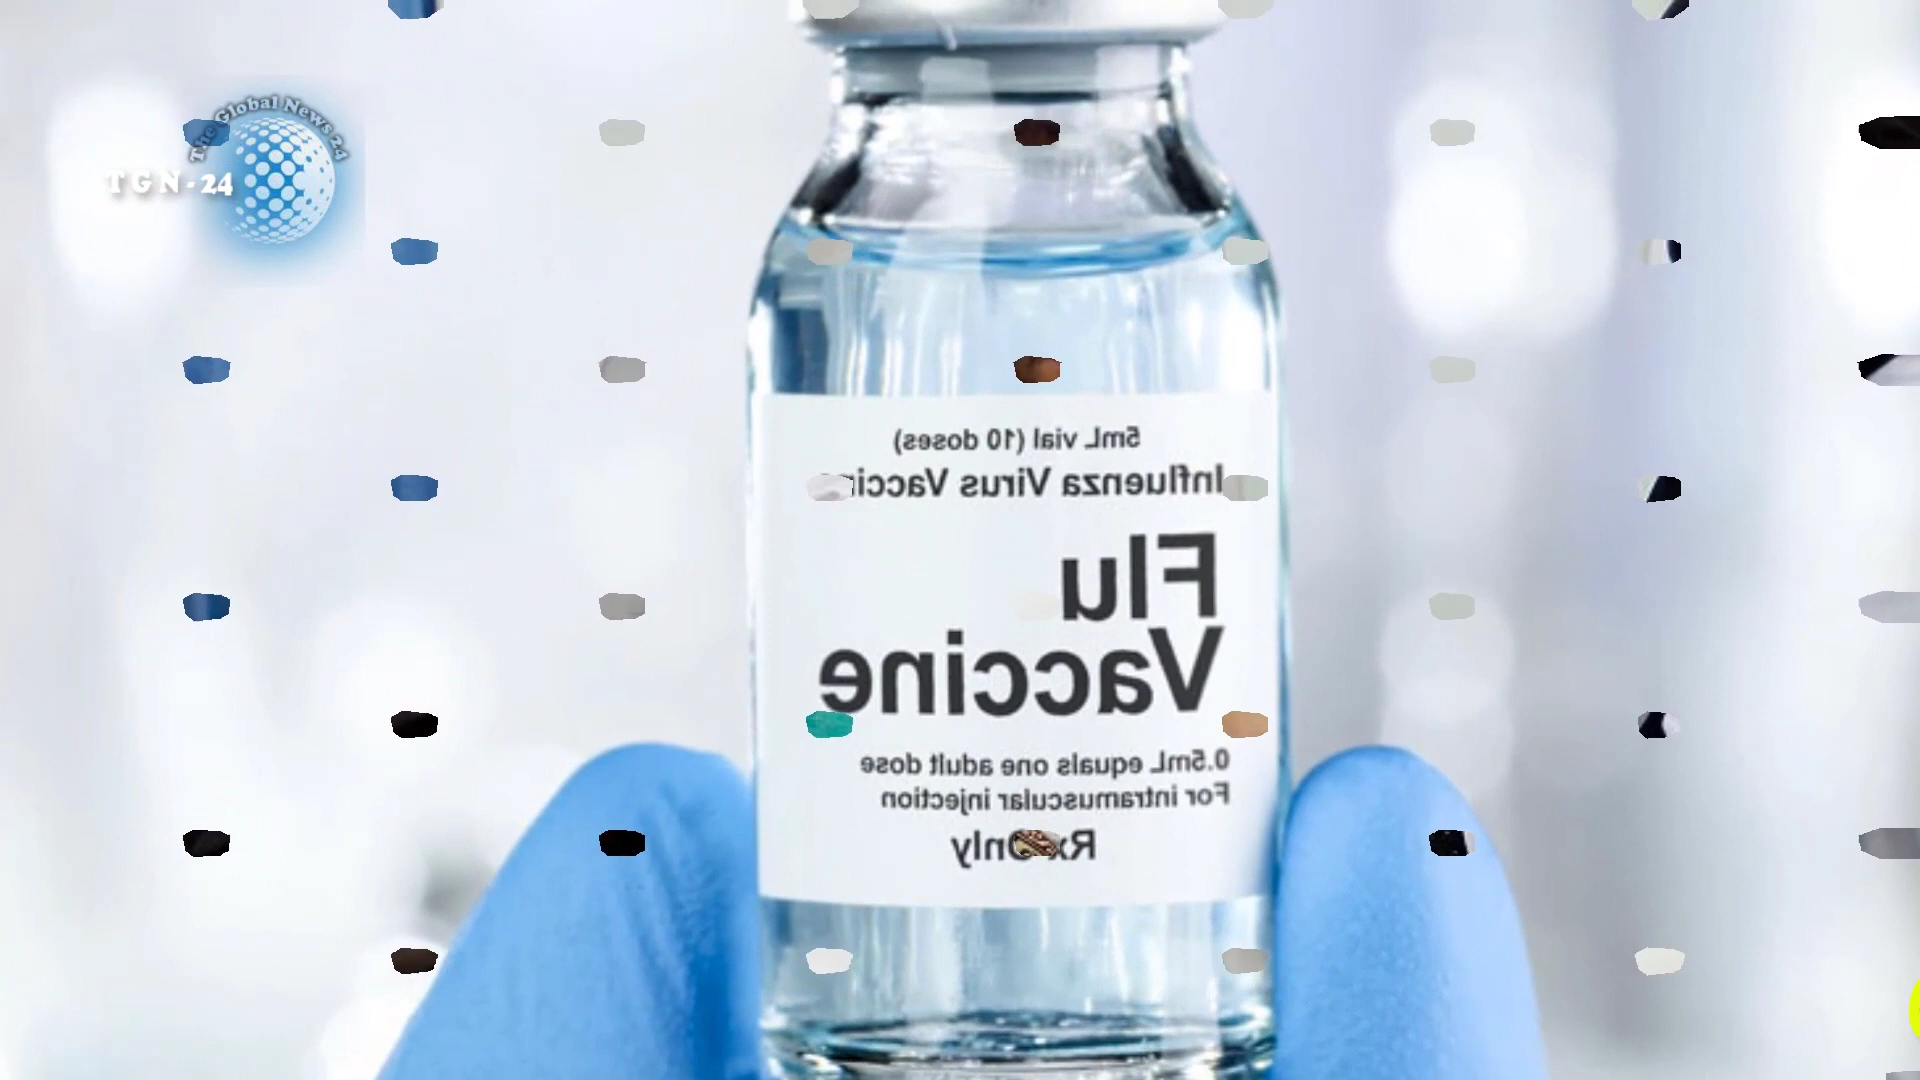 The Global News 24
TGN-24
5mL vial (10 doses)
Influenza Virus
Flu
Vaccine
0.5mL equals one adult dose
For intramuscular injection
Rx Only